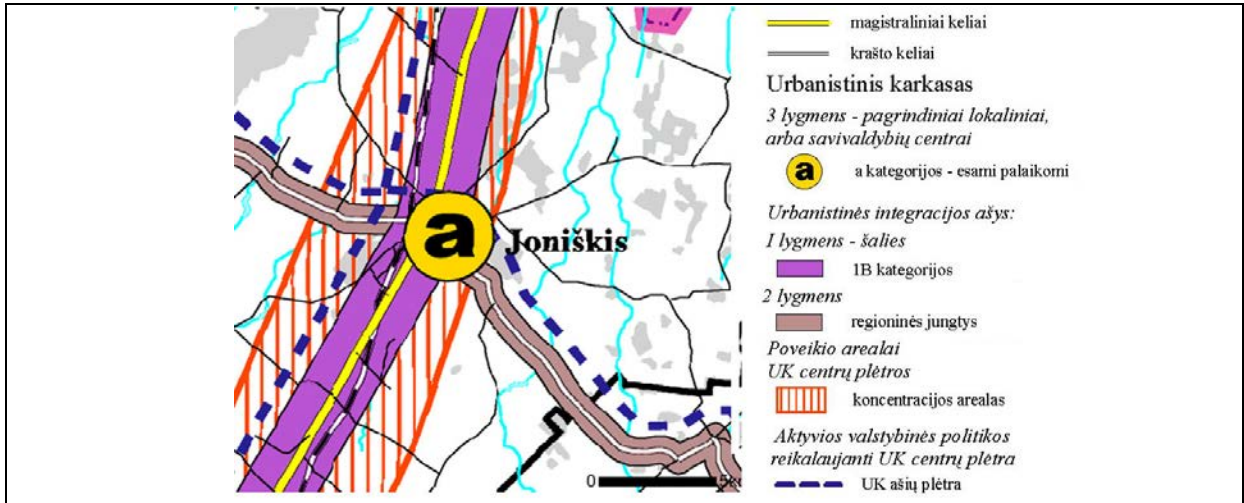 a
Joniškis
0
magistraliniai keliai
krašto keliai
Urbanistinis karkasas
3 lygmens - pagrindiniai lokaliniai,
arba savivaldybių centrai
a
a kategorijos - esami palaikomi
Urbanistinės integracijos ašys:
I lygmens - šalies
1B kategorijos
2 lygmens
regioninės jungtys
Poveikio arealai
UK centrų plėtros
koncentracijos arealas
Aktyvios valstybinės politikos
reikalaujanti UK centrų plėtra
UK ašių plėtra